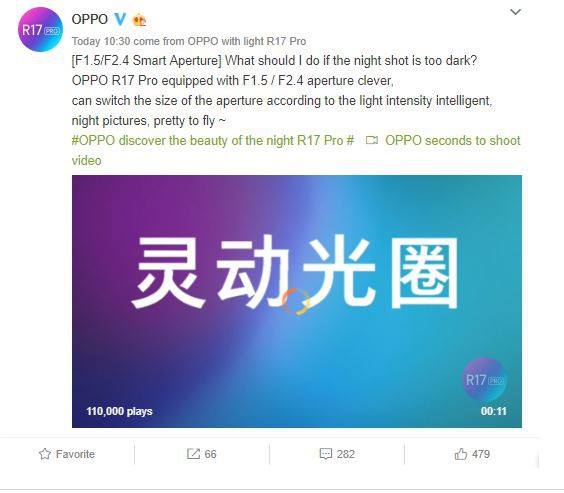 R17 PRO
OPPO
Today 10:30 come from OPPO with light R17 Pro
[F1.5/F2.4 Smart Aperture] What should I do if the night shot is too dark?
OPPO R17 Pro equipped with F1.5 / F2.4 aperture clever,
can switch the size of the aperture according to the light intensity intelligent,
night pictures, pretty to fly ~
#OPPO discover the beauty of the night R17 Pro # OPPO seconds to shoot
video
灵动光圈
R17 PRO
110,000 plays
00:11
Favorite
66
282
479